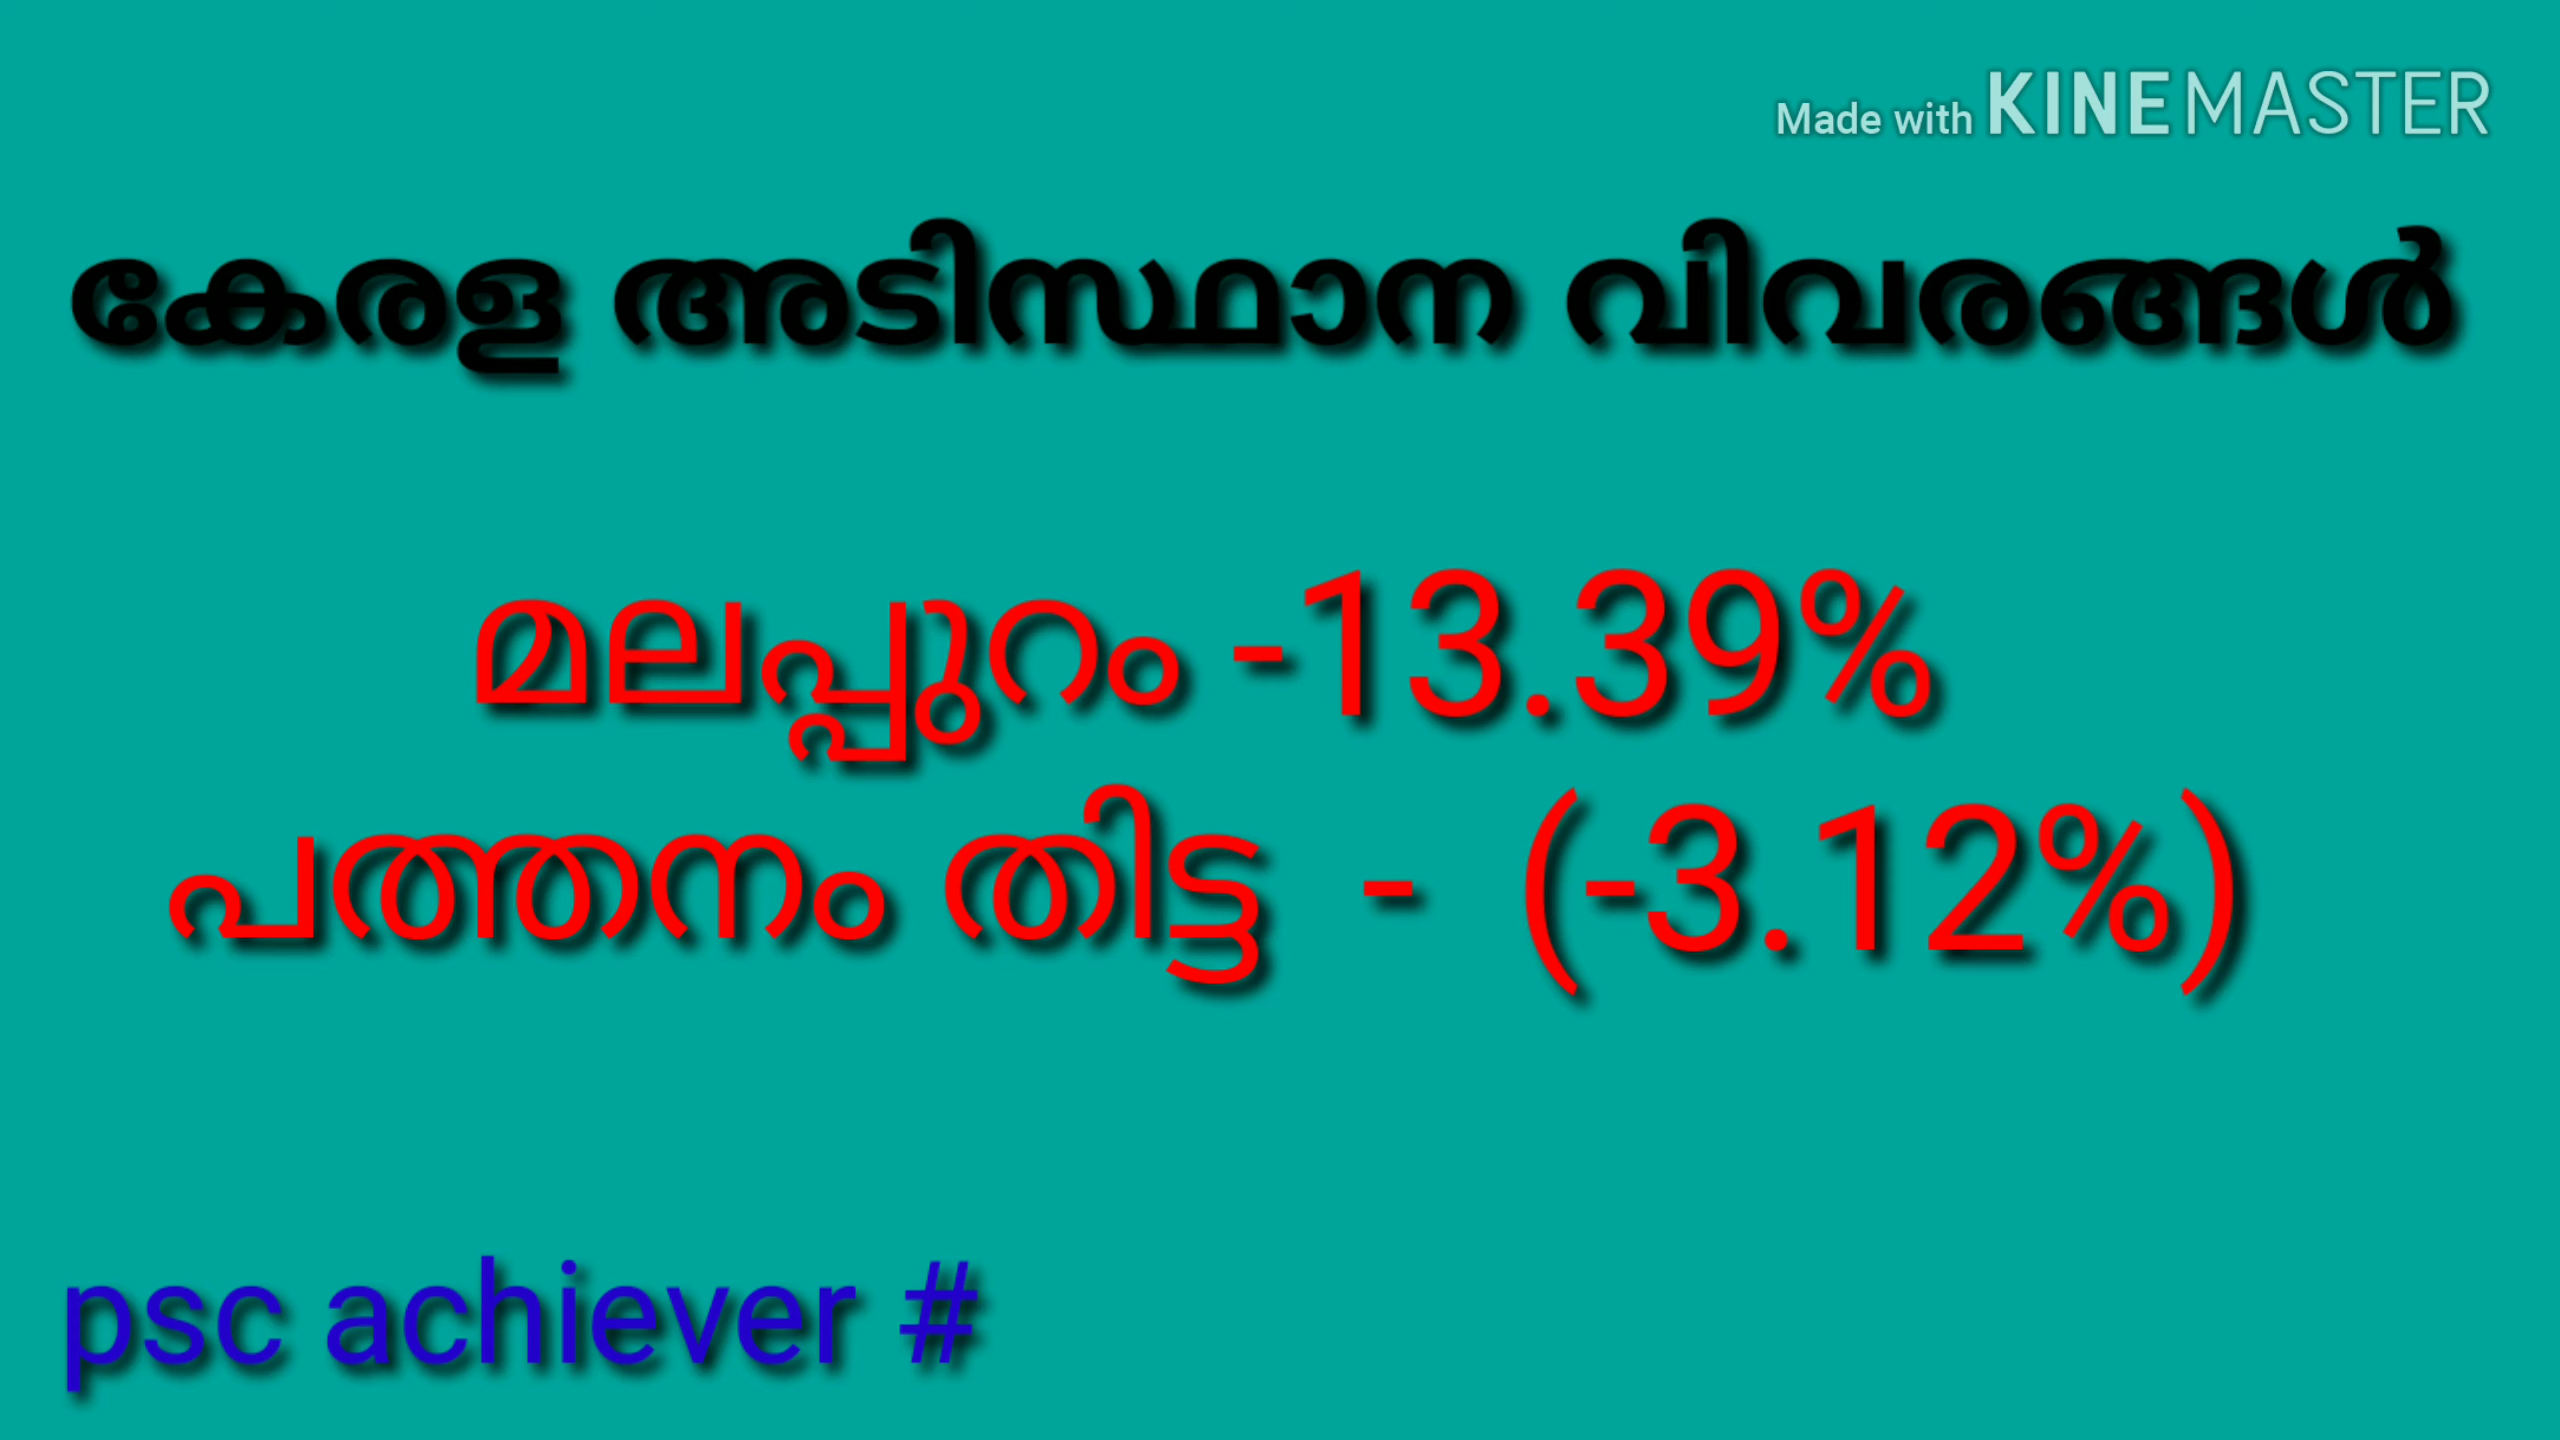 Made with KINEMASTER
കേരള അടിസ്ഥാന വിവരങ്ങൾ
മലപ്പുറം -13.39%
പത്തനം തിട്ട - (-3.12%)
psc achiever #